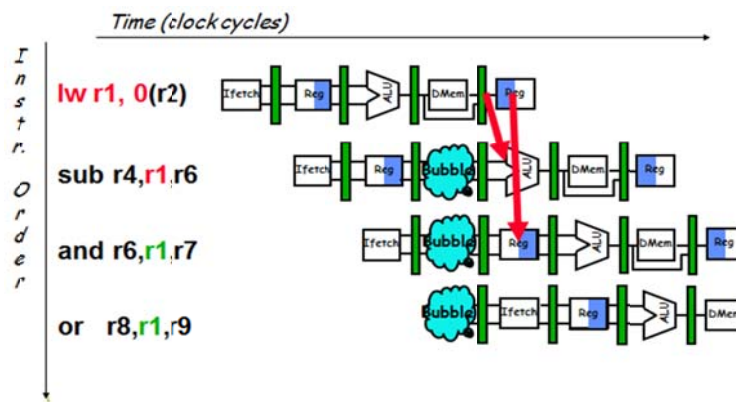 Time (clock cycles)
Instr. Order
lw r1, 0(r2)
Ifetch Reg ALU DMem Reg
sub r4,r1,r6
Ifetch Reg Bubble ALU DMem Reg
and r6,r1,r7
Ifetch Bubble Reg ALU DMem Reg
or r8,r1,r9
Bubble Ifetch Reg ALU DMem